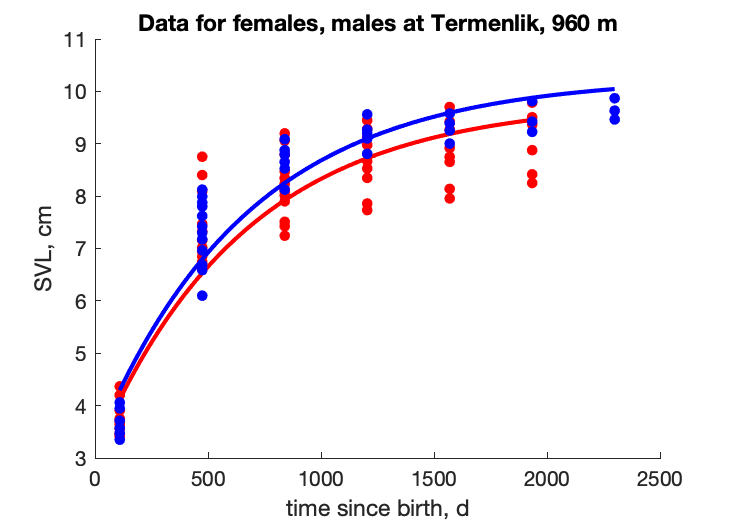 Data for females, males at Termenlik, 960 m
11
10
9
8
7
6
5
4
3
SVL, cm
0 500 1000 1500 2000 2500
time since birth, d